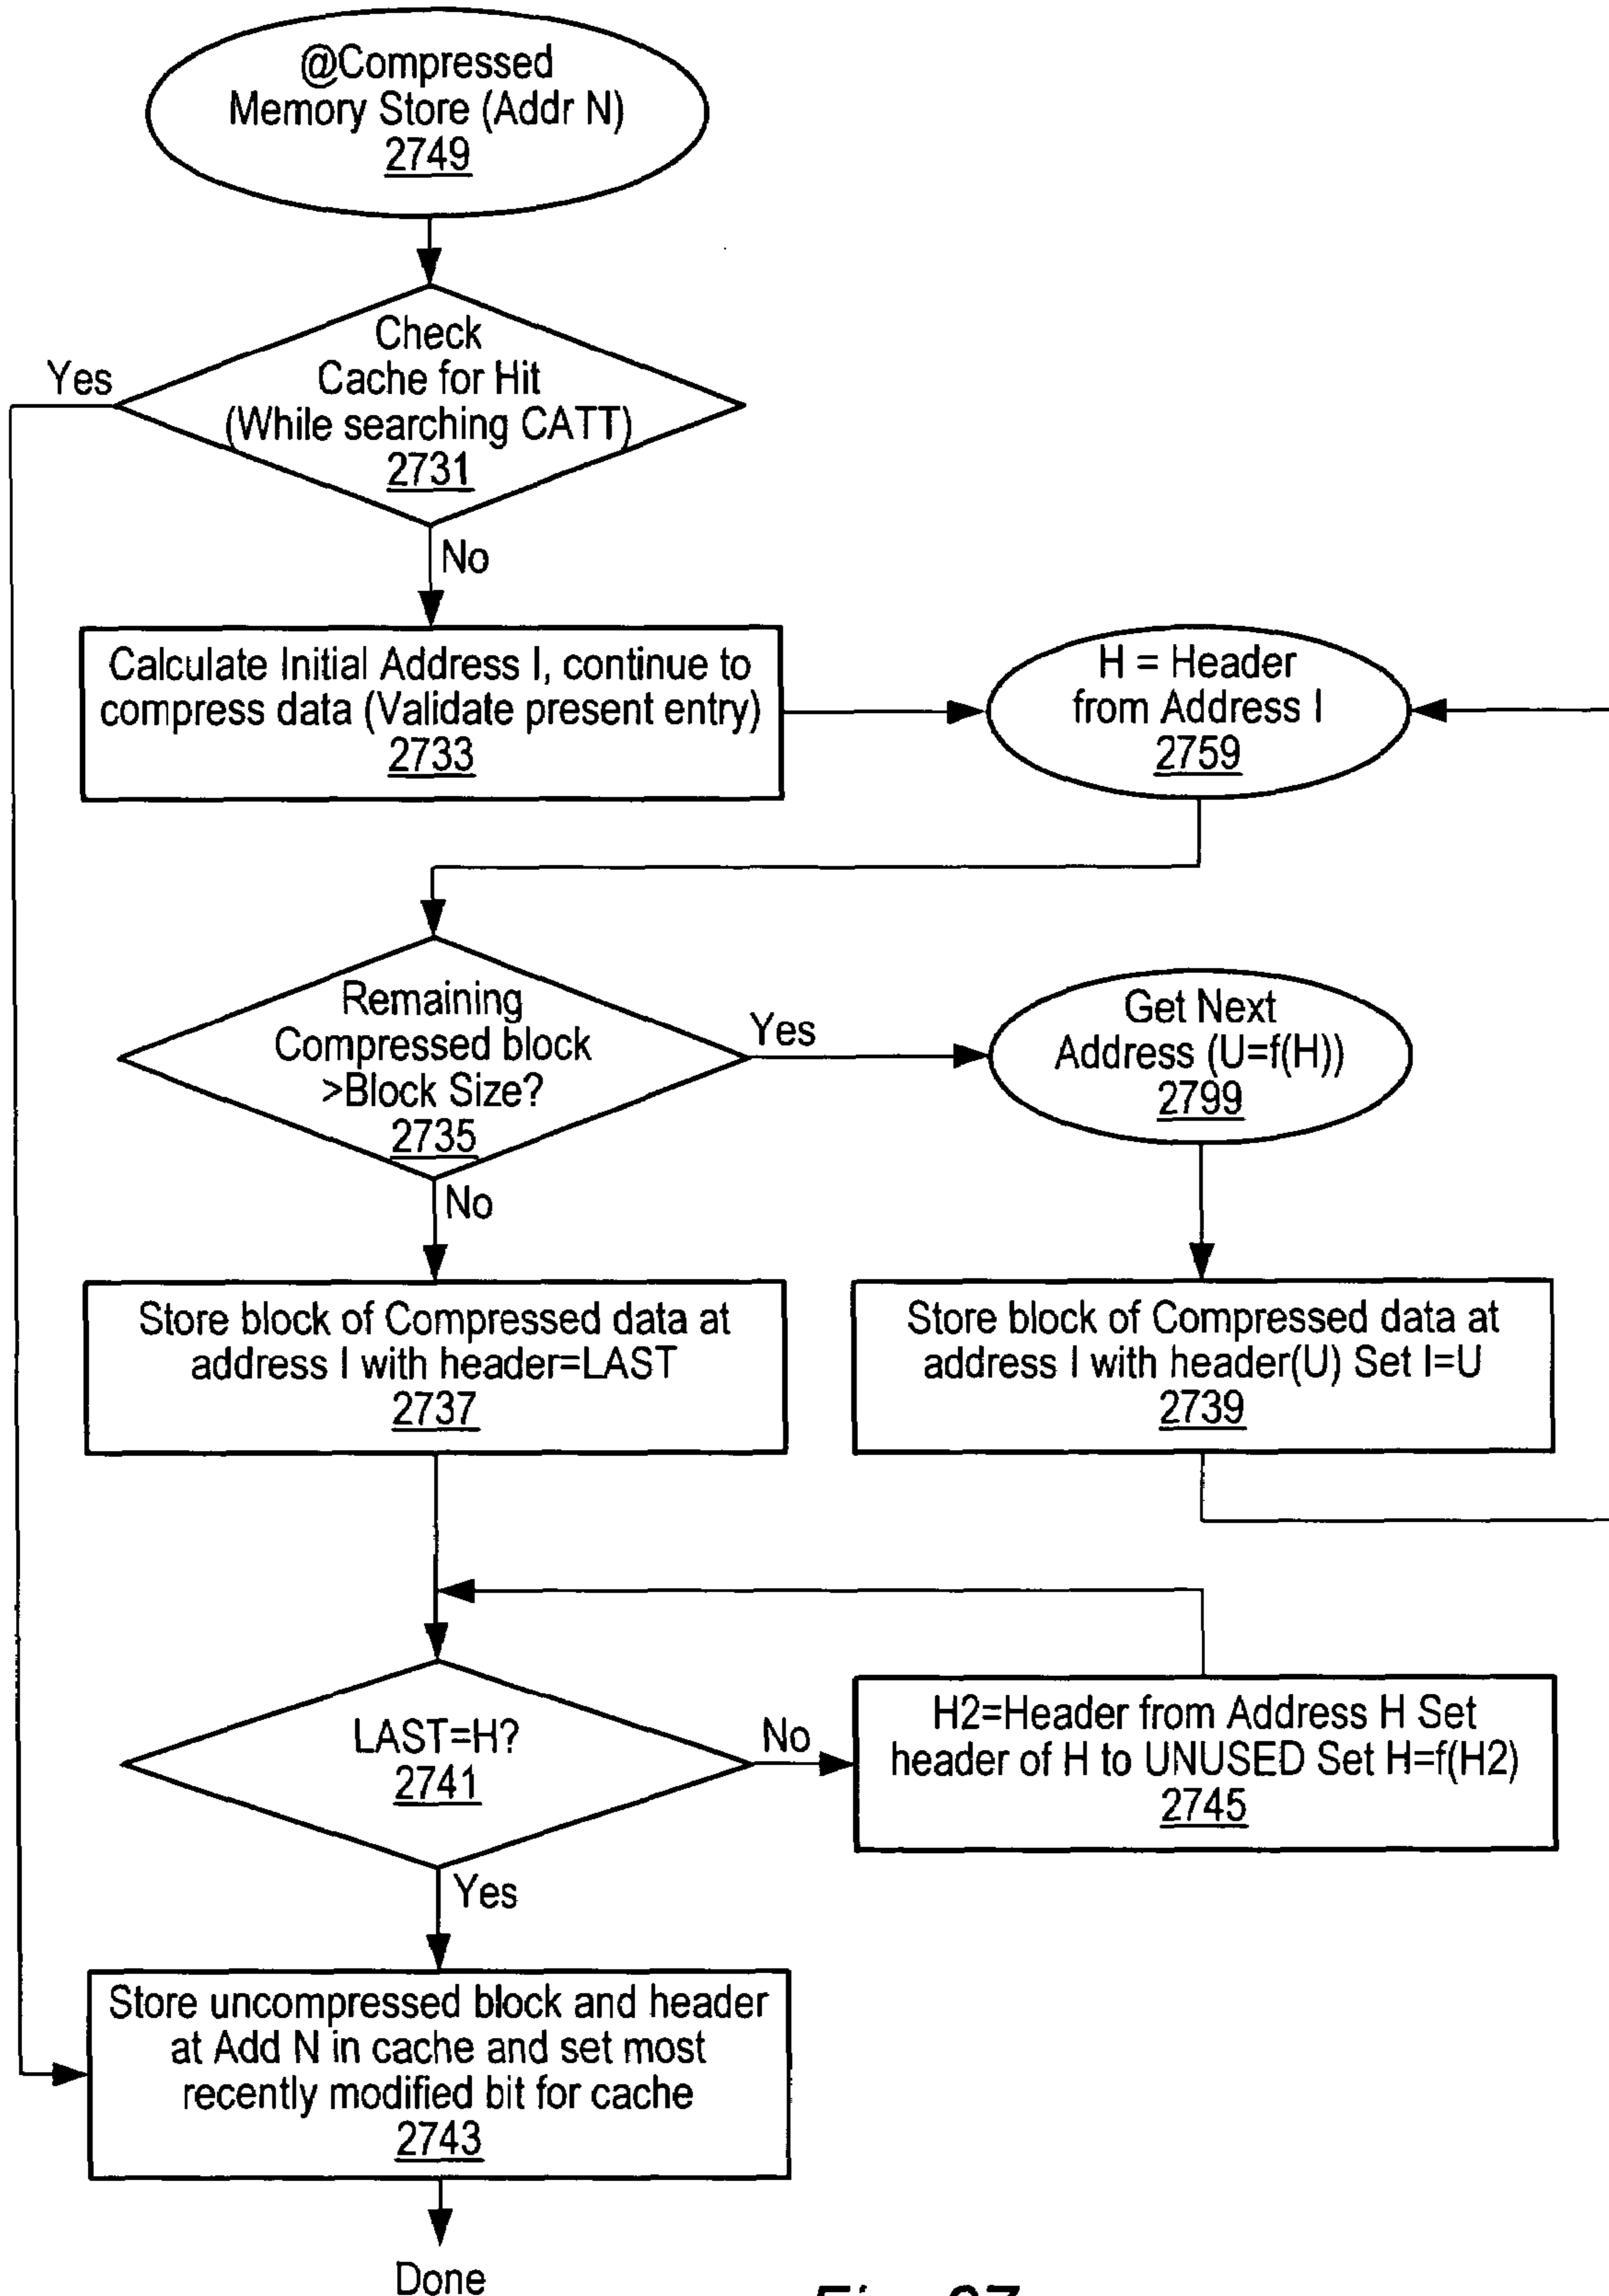 @Compressed
Memory Store (Addr N)
2749
Check
Cache for Hit
(While searching CATT)
2731
Yes
No
Calculate Initial Address I, continue to
compress data (Validate present entry)
2733
H = Header
from Address I
2759
Remaining
Compressed block
>Block Size?
2735
Yes
No
Get Next
Address (U=f(H))
2799
Store block of Compressed data at
address I with header=LAST
2737
Store block of Compressed data at
address I with header(U) Set I=U
2739
LAST=H?
2741
No
Yes
H2=Header from Address H Set
header of H to UNUSED Set H=f(H2)
2745
Store uncompressed block and header
at Add N in cache and set most
recently modified bit for cache
2743
Done